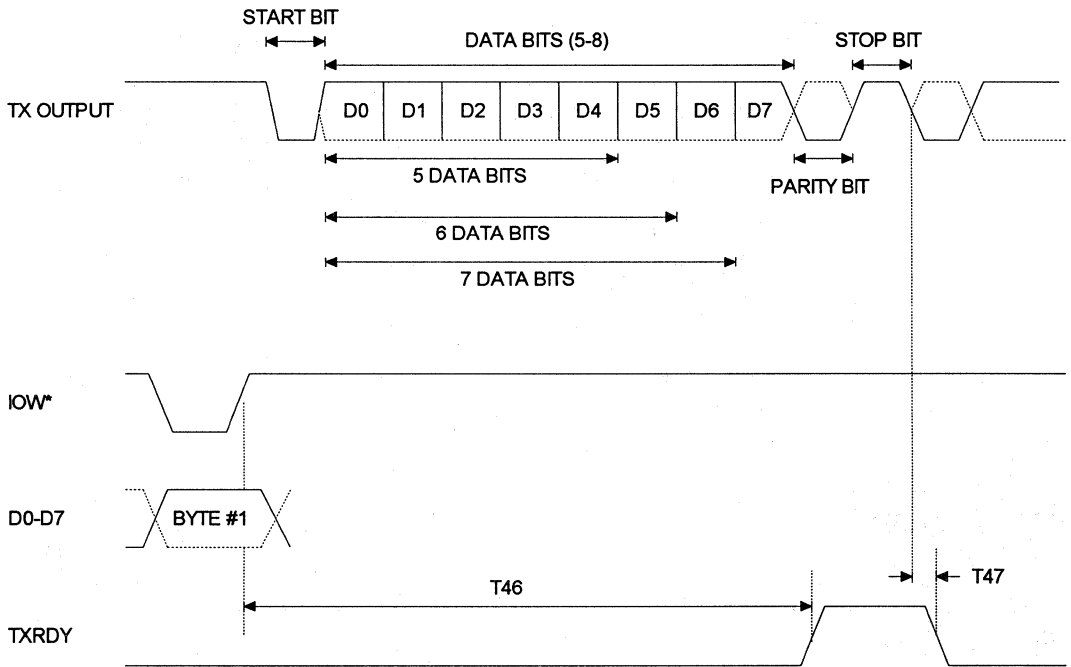 START BIT
DATA BITS (5-8)
STOP BIT
TX OUTPUT
D0 D1 D2 D3 D4 D5 D6 D7
5 DATA BITS
PARITY BIT
6 DATA BITS
7 DATA BITS
IOW*
D0-D7
BYTE #1
T46
T47
TXRDY